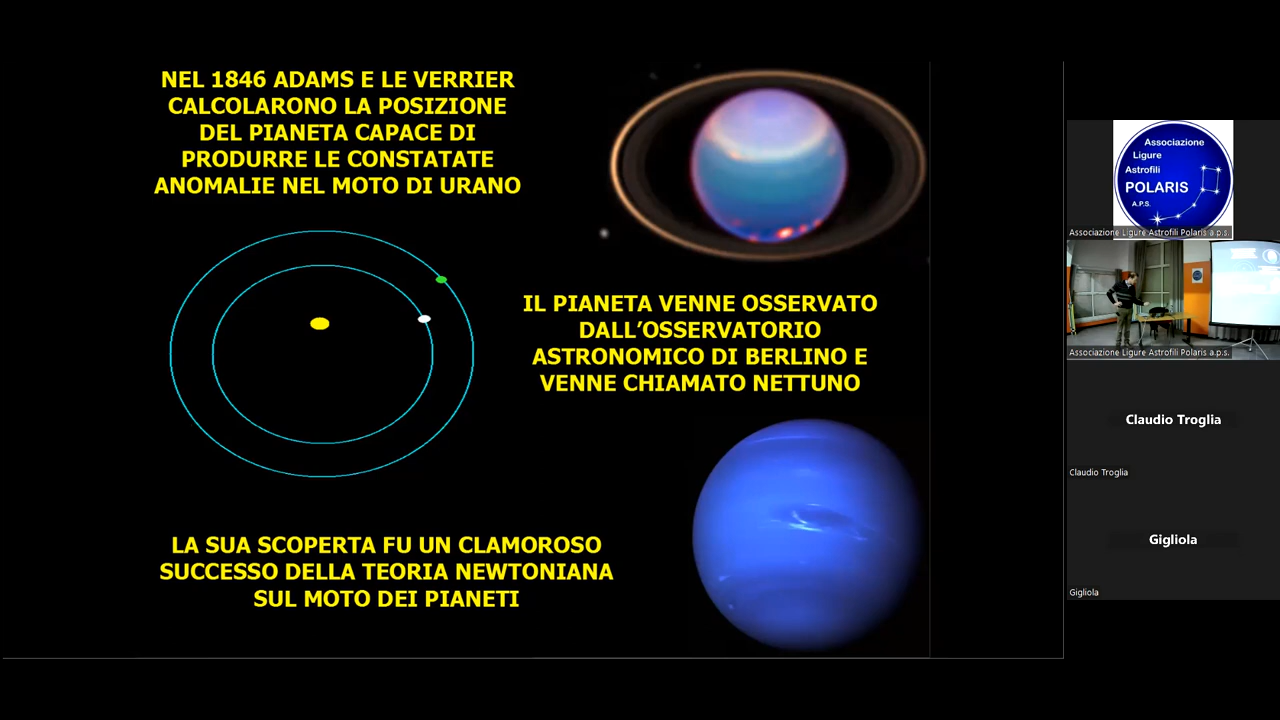 NEL 1846 ADAMS E LE VERRIER
CALCOLARONO LA POSIZIONE
DEL PIANETA CAPACE DI
PRODURRE LE CONSTATATE
ANOMALIE NEL MOTO DI URANO
IL PIANETA VENNE OSSERVATO
DALL’OSSERVATORIO
ASTRONOMICO DI BERLINO E
VENNE CHIAMATO NETTUNO
LA SUA SCOPERTA FU UN CLAMOROSO
SUCCESSO DELLA TEORIA NEWTONIANA
SUL MOTO DEI PIANETI
Associazione
Ligure
Astrofili
POLARIS
A.P.S.
Associazione Ligure Astrofili Polaris a.p.s.
Associazione Ligure Astrofili Polaris a.p.s.
Claudio Troglia
Claudio Troglia
Gigliola
Gigliola